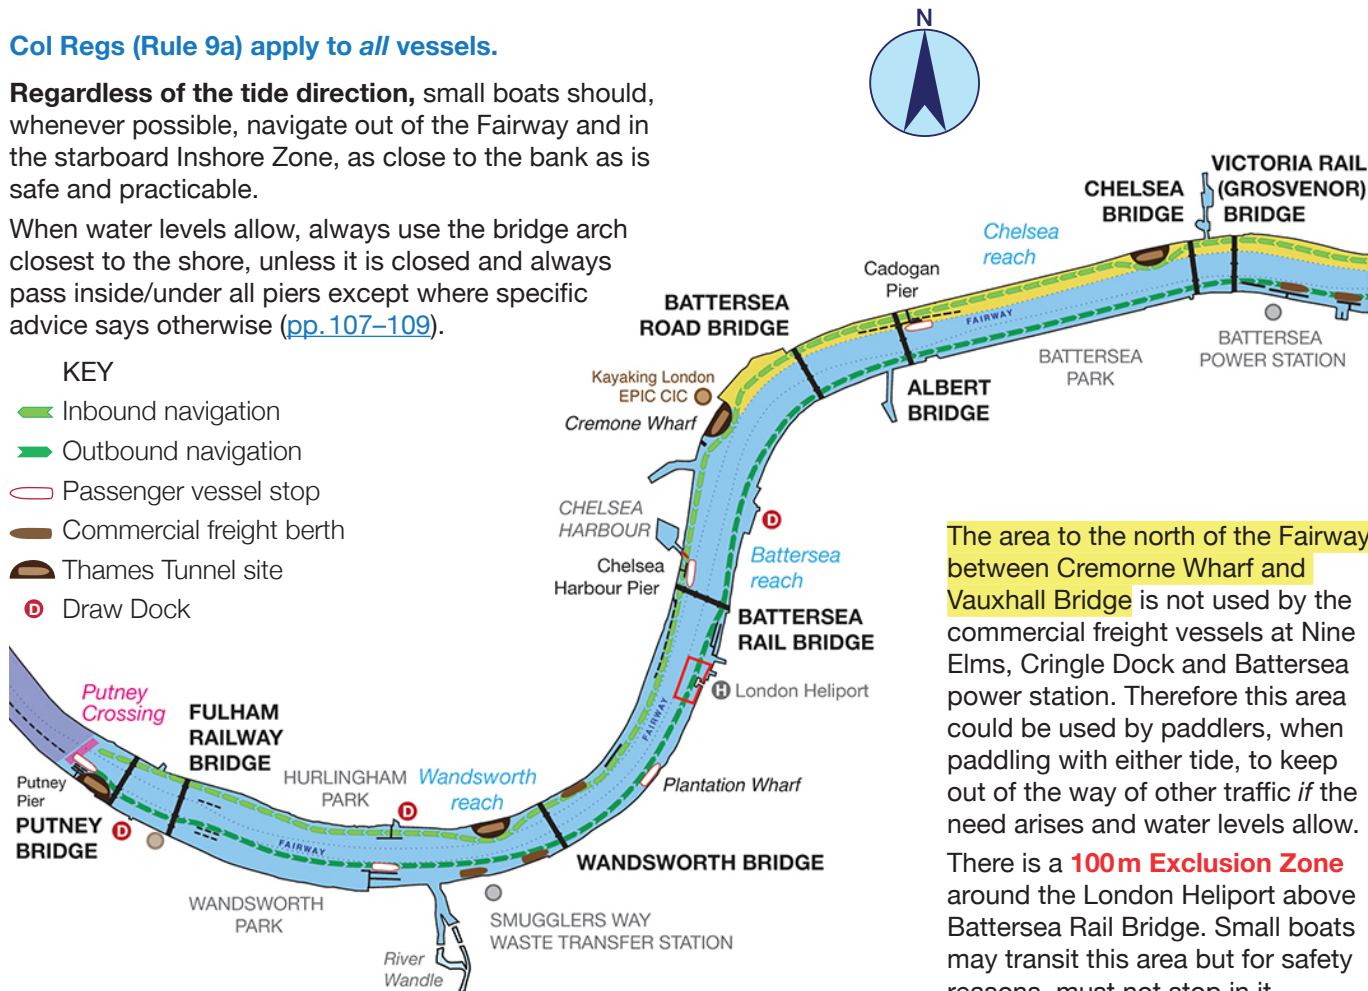 Col Regs (Rule 9a) apply to all vessels.
Regardless of the tide direction, small boats should,
whenever possible, navigate out of the Fairway and in
the starboard Inshore Zone, as close to the bank as is
safe and practicable.
When water levels allow, always use the bridge arch
closest to the shore, unless it is closed and always
pass inside/under all piers except where specific
advice says otherwise (pp.107–109).
KEY
Inbound navigation
Outbound navigation
Passenger vessel stop
Commercial freight berth
Thames Tunnel site
D Draw Dock
N
VICTORIA RAIL
(GROSVENOR)
BRIDGE
CHELSEA
BRIDGE
Chelsea
reach
Cadogan
Pier
FAIRWAY
BATTERSEA
ROAD BRIDGE
BATTERSEA
POWER STATION
BATTERSEA
PARK
ALBERT
BRIDGE
Kayaking London
EPIC CIC
Cremone Wharf
CHELSEA
HARBOUR
D
Battersea
reach
Chelsea
Harbour Pier
BATTERSEA
RAIL BRIDGE
H London Heliport
FAIRWAY
Plantation Wharf
Putney
Crossing
FULHAM
RAILWAY
BRIDGE
HURLINGHAM
PARK
D
Wandsworth
reach
Putney
Pier
PUTNEY
BRIDGE
D
FAIRWAY
WANDSWORTH BRIDGE
WANDSWORTH
PARK
SMUGGLERS WAY
WASTE TRANSFER STATION
River
Wandle
The area to the north of the Fairway
between Cremorne Wharf and
Vauxhall Bridge is not used by the
commercial freight vessels at Nine
Elms, Cringle Dock and Battersea
power station. Therefore this area
could be used by paddlers, when
paddling with either tide, to keep
out of the way of other traffic if the
need arises and water levels allow.
There is a 100m Exclusion Zone
around the London Heliport above
Battersea Rail Bridge. Small boats
may transit this area but for safety
reasons, must not stop in it